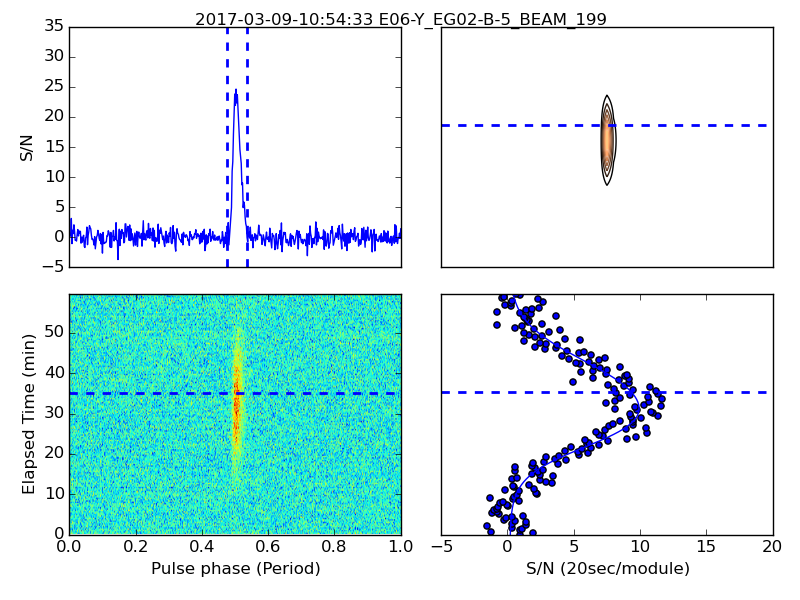 2017-03-09-10:54:33 E06-Y_EG02-B-5_BEAM_199
35
30
25
20
15
10
5
0
−5
S/N
50
40
30
20
10
0
Elapsed Time (min)
0.0 0.2 0.4 0.6 0.8 1.0
Pulse phase (Period)
−5 0 5 10 15 20
S/N (20sec/module)